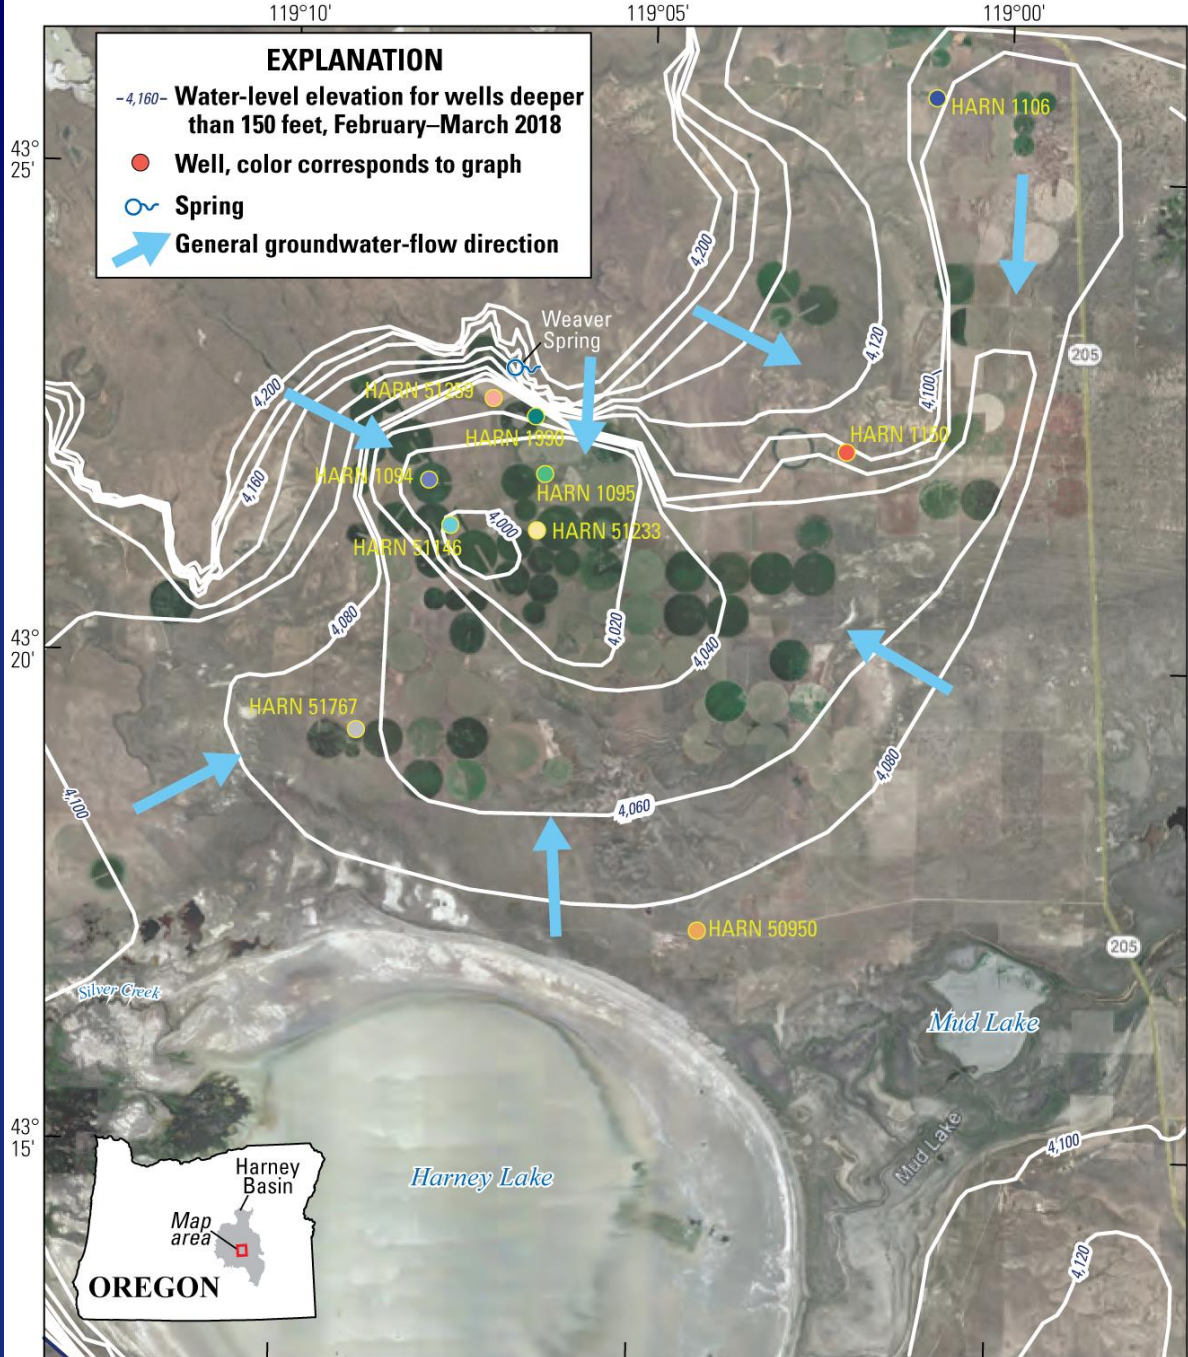 119°10'
119°05'
119°00'
EXPLANATION
-4,160- Water-level elevation for wells deeper
than 150 feet, February–March 2018
Well, color corresponds to graph
Spring
General groundwater-flow direction
43°
25'
HARN 1106
4,200
Weaver
Spring
4,120
205
4,200
HARN 51259
4,100
HARN 1990
HARN 1150
HARN 1094
4,160
HARN 1095
4,000
HARN 51233
HARN 51146
4,080
4,020
43°
20'
4,040
HARN 51767
4,080
4,100
4,060
HARN 50950
205
Silver Creek
Mud Lake
43°
15'
Mud Lake
4,100
Harney Lake
Harney
Basin
Map
area
OREGON
4,120